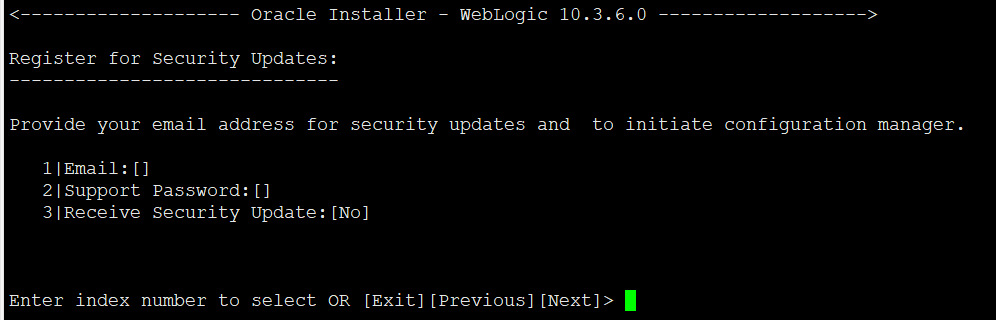 <-------------------- Oracle Installer - WebLogic 10.3.6.0 ------------------->
Register for Security Updates:
------------------------------
Provide your email address for security updates and  to initiate configuration manager.
1|Email:[]
2|Support Password:[]
3|Receive Security Update:[No]
Enter index number to select OR [Exit][Previous][Next]>